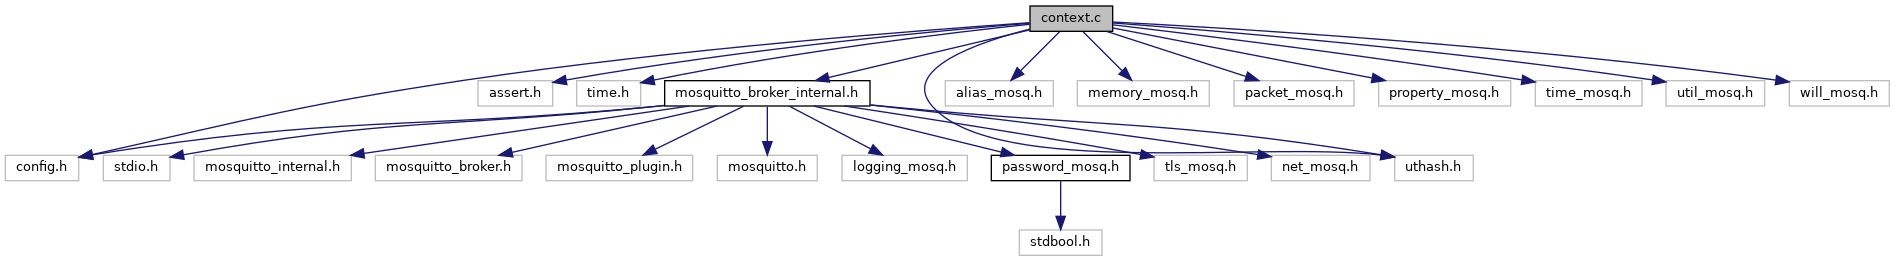 context.c
assert.h
time.h
mosquitto_broker_internal.h
alias_mosq.h
memory_mosq.h
packet_mosq.h
property_mosq.h
time_mosq.h
util_mosq.h
will_mosq.h
config.h
stdio.h
mosquitto_internal.h
mosquitto_broker.h
mosquitto_plugin.h
mosquitto.h
logging_mosq.h
password_mosq.h
tls_mosq.h
net_mosq.h
uthash.h
stdbool.h